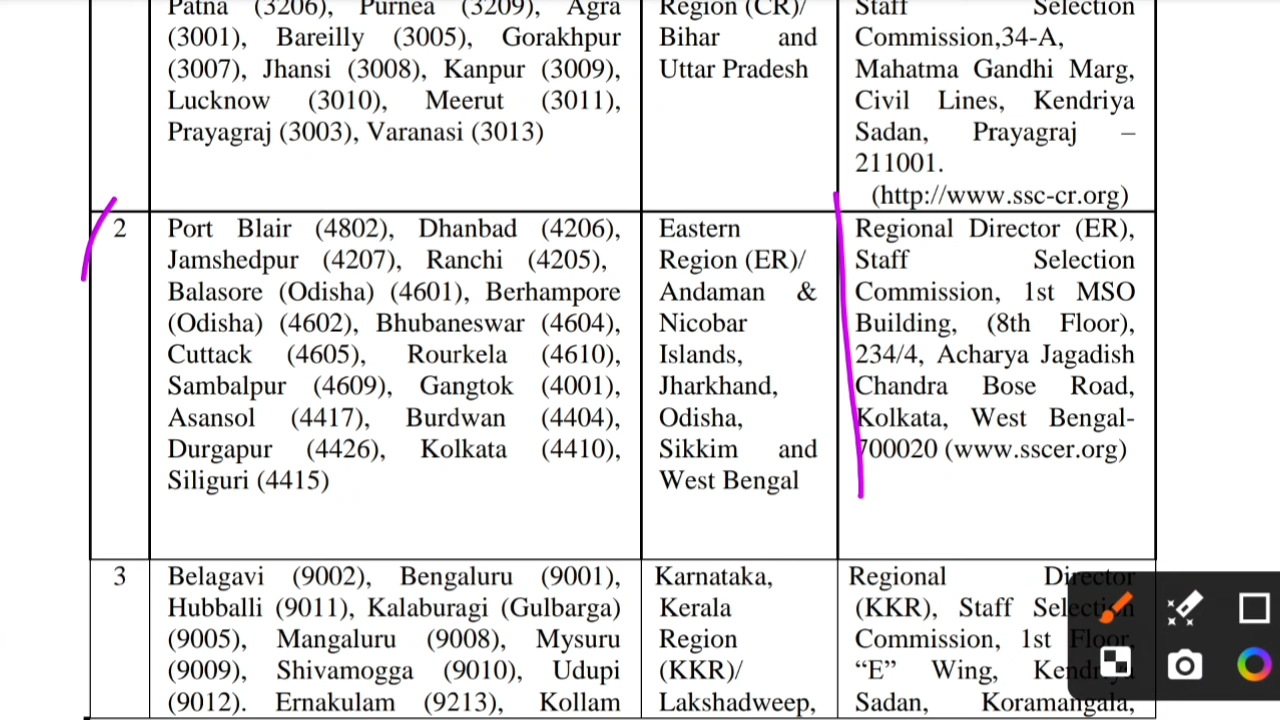 Patna (3206), Purnea (3209), Agra
(3001), Bareilly (3005), Gorakhpur
(3007), Jhansi (3008), Kanpur (3009),
Lucknow (3010), Meerut (3011),
Prayagraj (3003), Varanasi (3013)
Region (CR)/
Bihar and
Uttar Pradesh
Staff Selection
Commission,34-A,
Mahatma Gandhi Marg,
Civil Lines, Kendriya
Sadan, Prayagraj –
211001.
(http://www.ssc-cr.org)
2
Port Blair (4802), Dhanbad (4206),
Jamshedpur (4207), Ranchi (4205),
Balasore (Odisha) (4601), Berhampore
(Odisha) (4602), Bhubaneswar (4604),
Cuttack (4605), Rourkela (4610),
Sambalpur (4609), Gangtok (4001),
Asansol (4417), Burdwan (4404),
Durgapur (4426), Kolkata (4410),
Siliguri (4415)
Eastern
Region (ER)/
Andaman &
Nicobar
Islands,
Jharkhand,
Odisha,
Sikkim and
West Bengal
Regional Director (ER),
Staff Selection
Commission, 1st MSO
Building, (8th Floor),
234/4, Acharya Jagadish
Chandra Bose Road,
Kolkata, West Bengal-
700020 (www.sscer.org)
3
Belagavi (9002), Bengaluru (9001),
Hubballi (9011), Kalaburagi (Gulbarga)
(9005), Mangaluru (9008), Mysuru
(9009), Shivamogga (9010), Udupi
(9012). Ernakulam (9213), Kollam
Karnataka,
Kerala
Region
(KKR)/
Lakshadweep,
Regional Director
(KKR), Staff Selection
Commission, 1st Floor,
“E” Wing, Kendriya
Sadan, Koramangala,